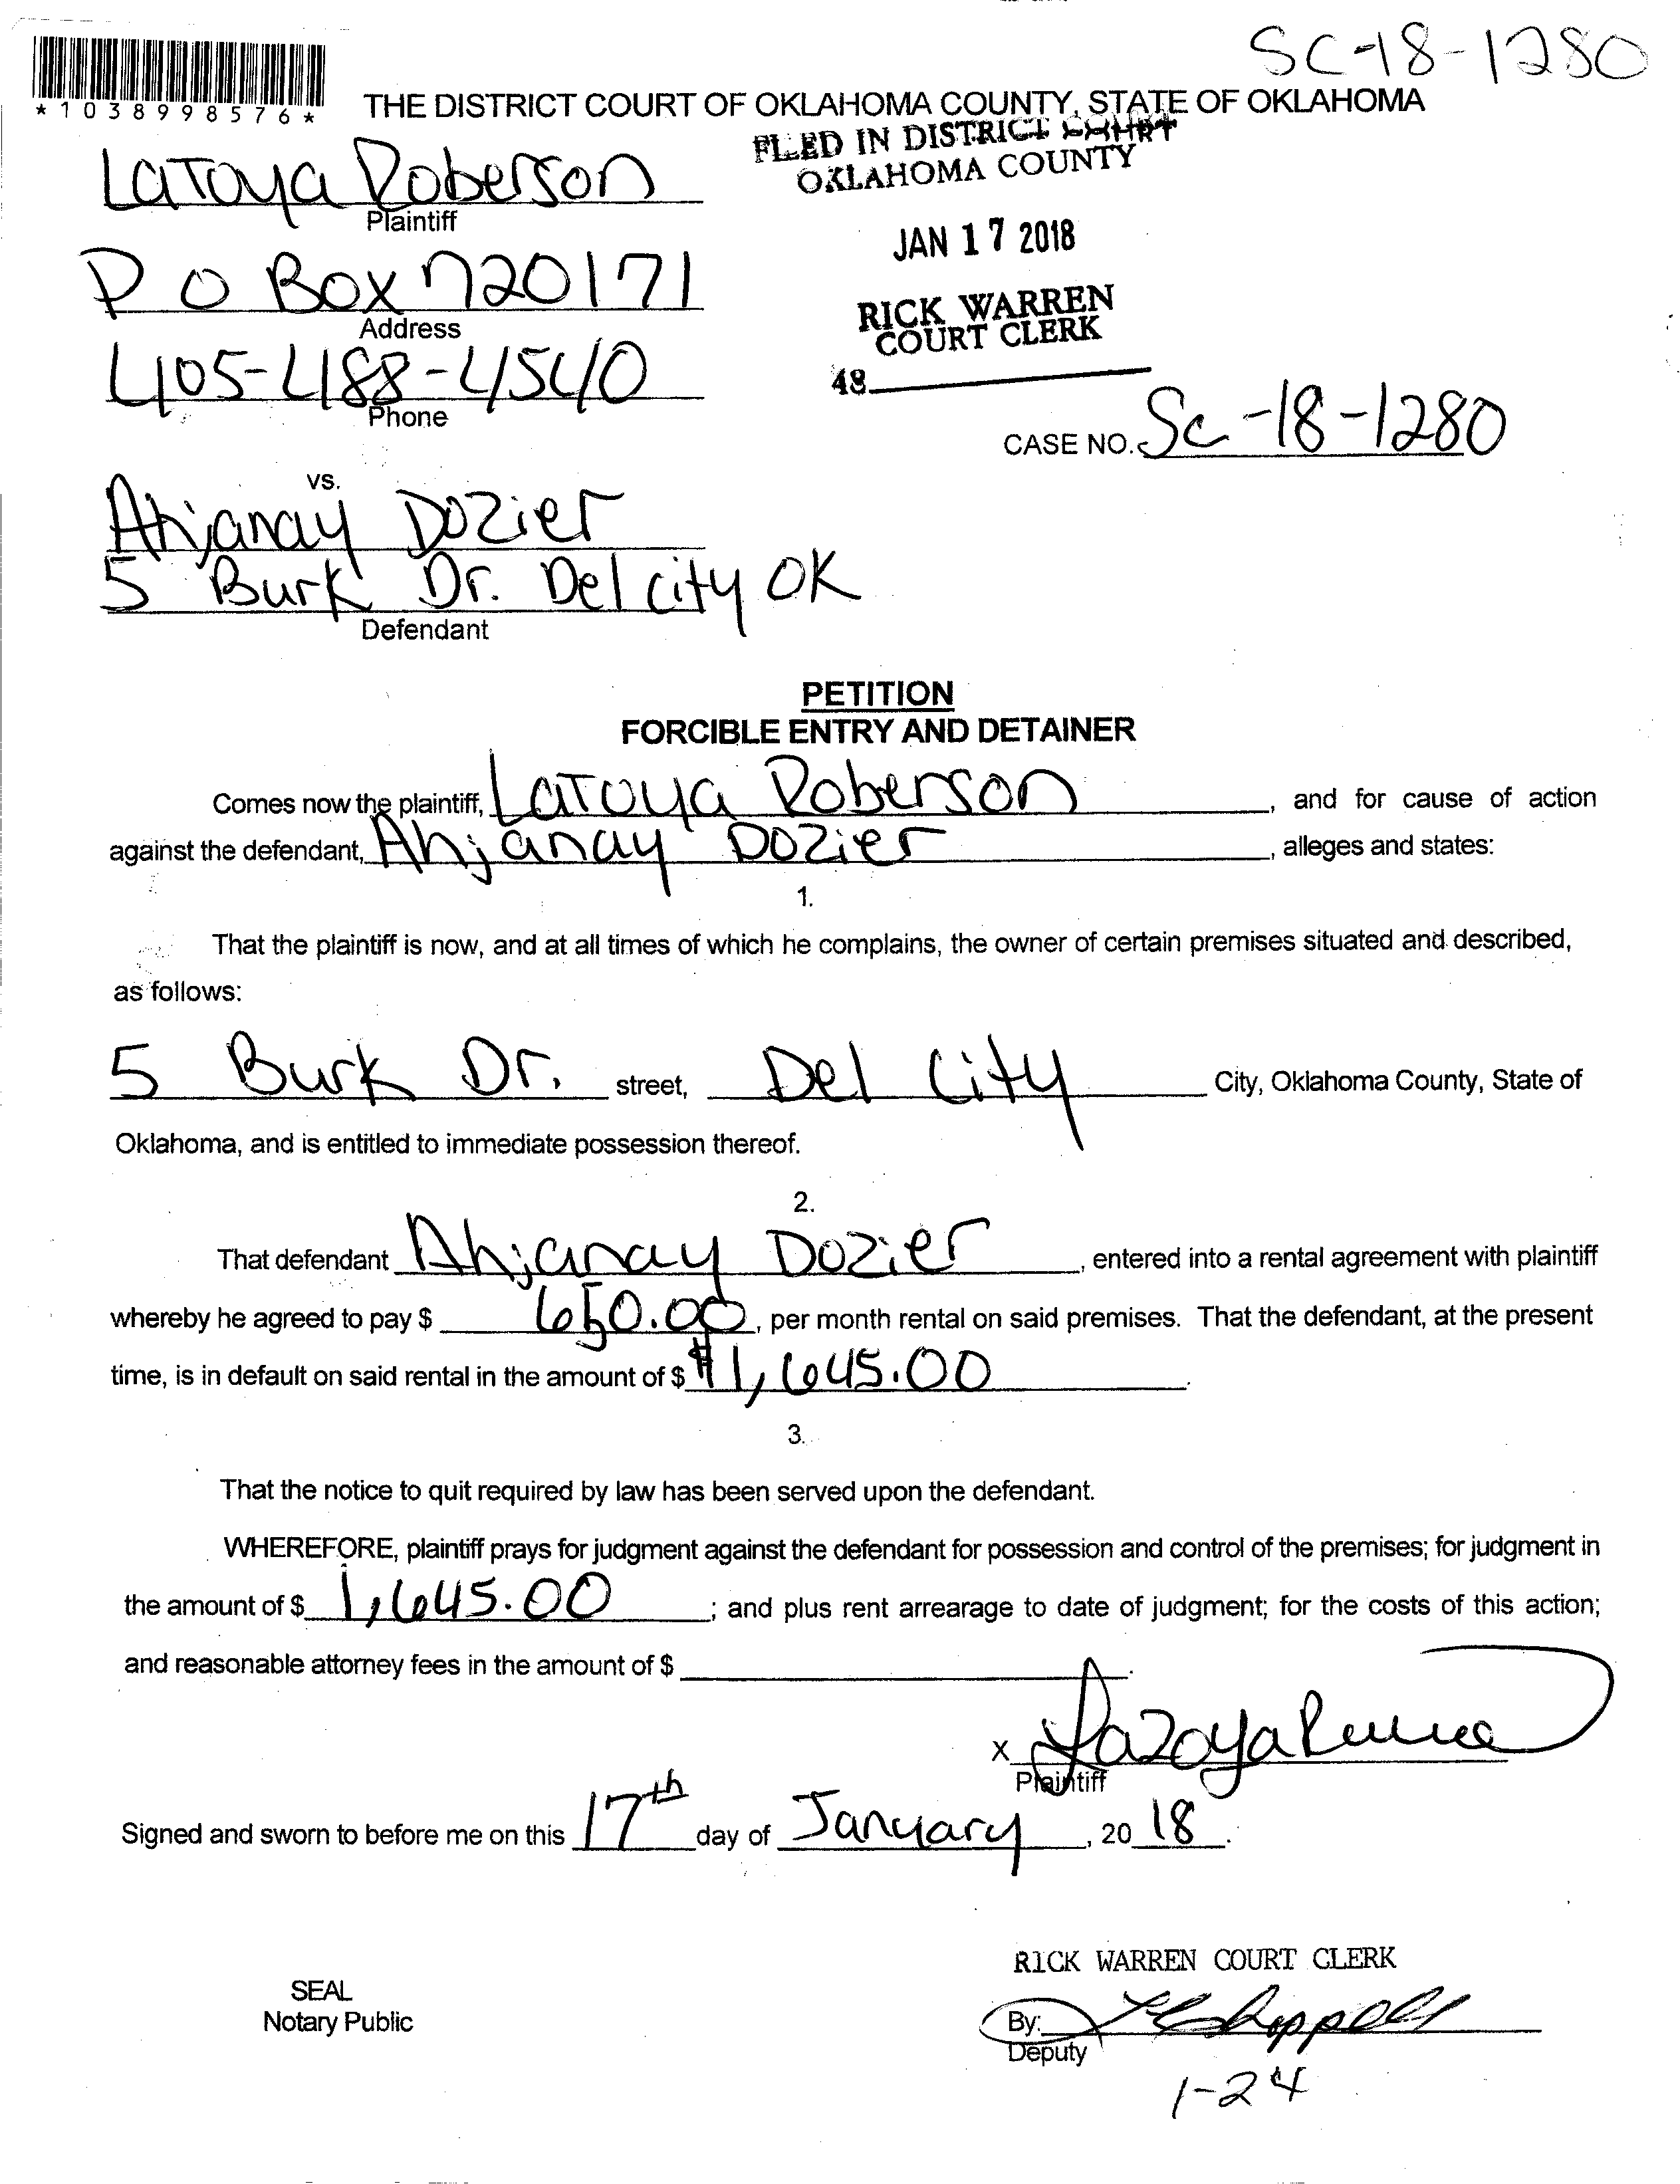 SC-18-1280
*1038998576*
THE DISTRICT COURT OF OKLAHOMA COUNTY, STATE OF OKLAHOMA
FILED IN DISTRICT COURT
OKLAHOMA COUNTY
LaToya Roberson
Plaintiff
JAN 17 2018
P O Box 720171
Address
RICK WARREN
COURT CLERK
405-488-4540
Phone
48
CASE NO. SC-18-1280
vs.
Ahjanay Dozier
5 Burk Dr. Del City OK
Defendant
PETITION
FORCIBLE ENTRY AND DETAINER
Comes now the plaintiff, LaToya Roberson, and for cause of action
against the defendant, Ahjanay Dozier, alleges and states:
1.
That the plaintiff is now, and at all times of which he complains, the owner of certain premises situated and described,
as follows:
5 Burk Dr. street, Del City City, Oklahoma County, State of
Oklahoma, and is entitled to immediate possession thereof.
2.
That defendant Ahjanay Dozier, entered into a rental agreement with plaintiff
whereby he agreed to pay $ 650.00, per month rental on said premises. That the defendant, at the present
time, is in default on said rental in the amount of $ $1,645.00.
3.
That the notice to quit required by law has been served upon the defendant.
WHEREFORE, plaintiff prays for judgment against the defendant for possession and control of the premises; for judgment in
the amount of $ 1,645.00; and plus rent arrearage to date of judgment; for the costs of this action;
and reasonable attorney fees in the amount of $ .
X LaToya
Plaintiff
Signed and sworn to before me on this 17th day of January, 20 18.
RICK WARREN COURT CLERK
SEAL
Notary Public
By:
Deputy
1-24